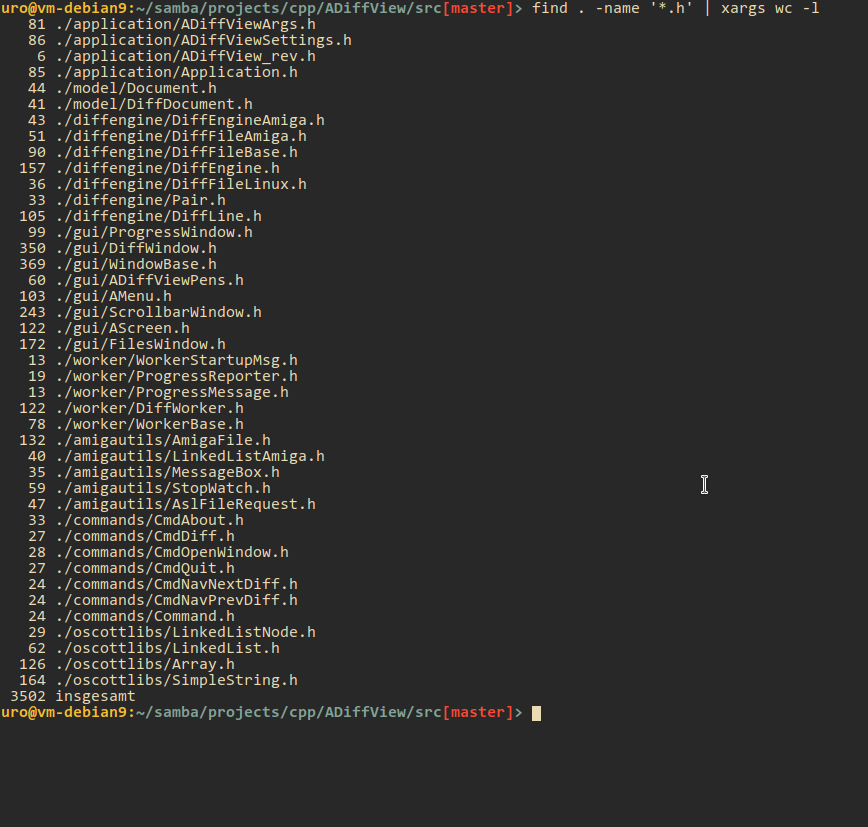 uro@vm-debian9:~/samba/projects/cpp/ADiffView/src[master]> find . -name '*.h' | xargs wc -l
81 ./application/ADiffViewArgs.h
86 ./application/ADiffViewSettings.h
6 ./application/ADiffView_rev.h
85 ./application/Application.h
44 ./model/Document.h
41 ./model/DiffDocument.h
43 ./diffengine/DiffEngineAmiga.h
51 ./diffengine/DiffFileAmiga.h
90 ./diffengine/DiffFileBase.h
157 ./diffengine/DiffEngine.h
36 ./diffengine/DiffFileLinux.h
33 ./diffengine/Pair.h
105 ./diffengine/DiffLine.h
99 ./gui/ProgressWindow.h
350 ./gui/DiffWindow.h
369 ./gui/WindowBase.h
60 ./gui/ADiffViewPens.h
103 ./gui/AMenu.h
243 ./gui/ScrollbarWindow.h
122 ./gui/AScreen.h
172 ./gui/FilesWindow.h
13 ./worker/WorkerStartupMsg.h
19 ./worker/ProgressReporter.h
13 ./worker/ProgressMessage.h
122 ./worker/DiffWorker.h
78 ./worker/WorkerBase.h
132 ./amigautils/AmigaFile.h
40 ./amigautils/LinkedListAmiga.h
35 ./amigautils/MessageBox.h
59 ./amigautils/StopWatch.h
47 ./amigautils/AslFileRequest.h
33 ./commands/CmdAbout.h
27 ./commands/CmdDiff.h
28 ./commands/CmdOpenWindow.h
27 ./commands/CmdQuit.h
24 ./commands/CmdNavNextDiff.h
24 ./commands/CmdNavPrevDiff.h
24 ./commands/Command.h
29 ./oscottlibs/LinkedListNode.h
62 ./oscottlibs/LinkedList.h
126 ./oscottlibs/Array.h
164 ./oscottlibs/SimpleString.h
3502 insgesamt
uro@vm-debian9:~/samba/projects/cpp/ADiffView/src[master]>